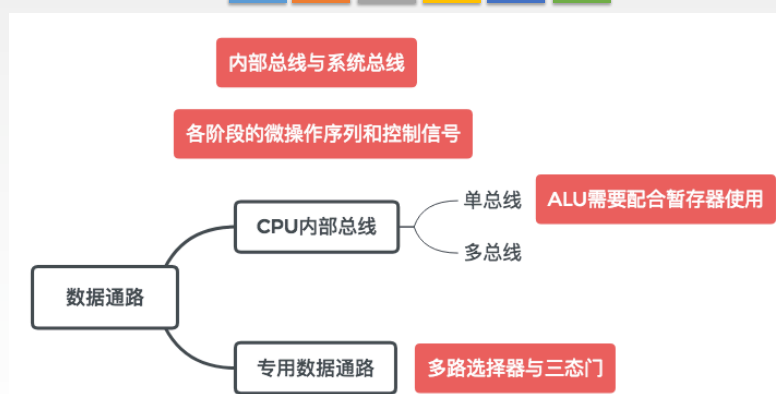 内部总线与系统总线
各阶段的微操作序列和控制信号
单总线
ALU需要配合暂存器使用
CPU内部总线
多总线
数据通路
专用数据通路
多路选择器与三态门